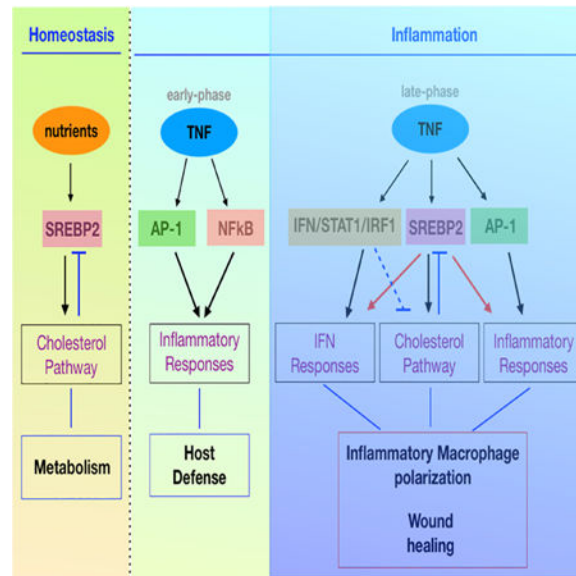 Homeostasis
Inflammation
early-phase
late-phase
nutrients
TNF
TNF
SREBP2
AP-1
NFkB
IFN/STAT1/IRF1
SREBP2
AP-1
Cholesterol
Pathway
Inflammatory
Responses
IFN
Responses
Cholesterol
Pathway
Inflammatory
Responses
Metabolism
Host
Defense
Inflammatory Macrophage
polarization
Wound
healing